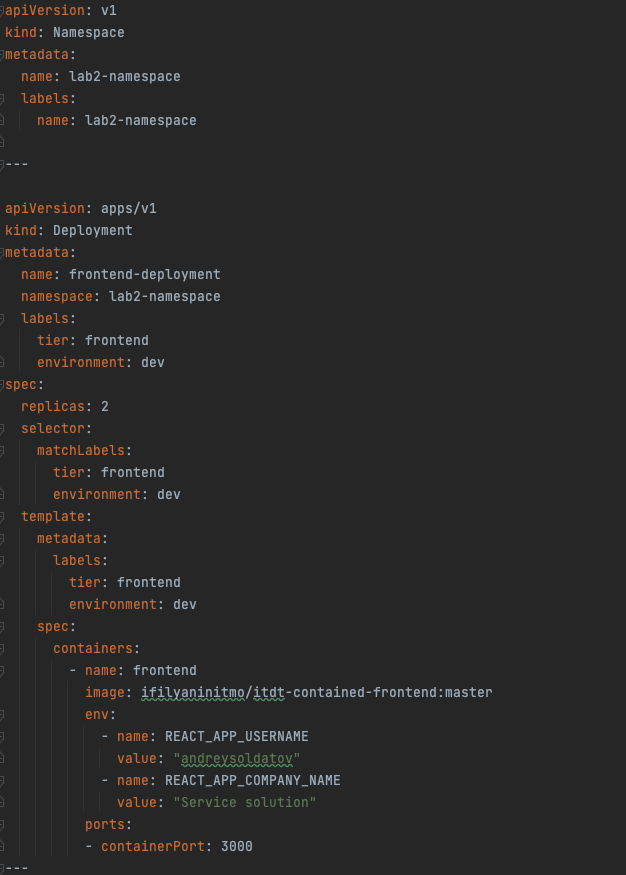 apiVersion: v1
kind: Namespace
metadata:
  name: lab2-namespace
  labels:
    name: lab2-namespace

---

apiVersion: apps/v1
kind: Deployment
metadata:
  name: frontend-deployment
  namespace: lab2-namespace
  labels:
    tier: frontend
    environment: dev
spec:
  replicas: 2
  selector:
    matchLabels:
      tier: frontend
      environment: dev
  template:
    metadata:
      labels:
        tier: frontend
        environment: dev
    spec:
      containers:
        - name: frontend
          image: ifilyaninitmo/itdt-contained-frontend:master
          env:
            - name: REACT_APP_USERNAME
              value: "andreysoldatov"
            - name: REACT_APP_COMPANY_NAME
              value: "Service solution"
          ports:
          - containerPort: 3000
---